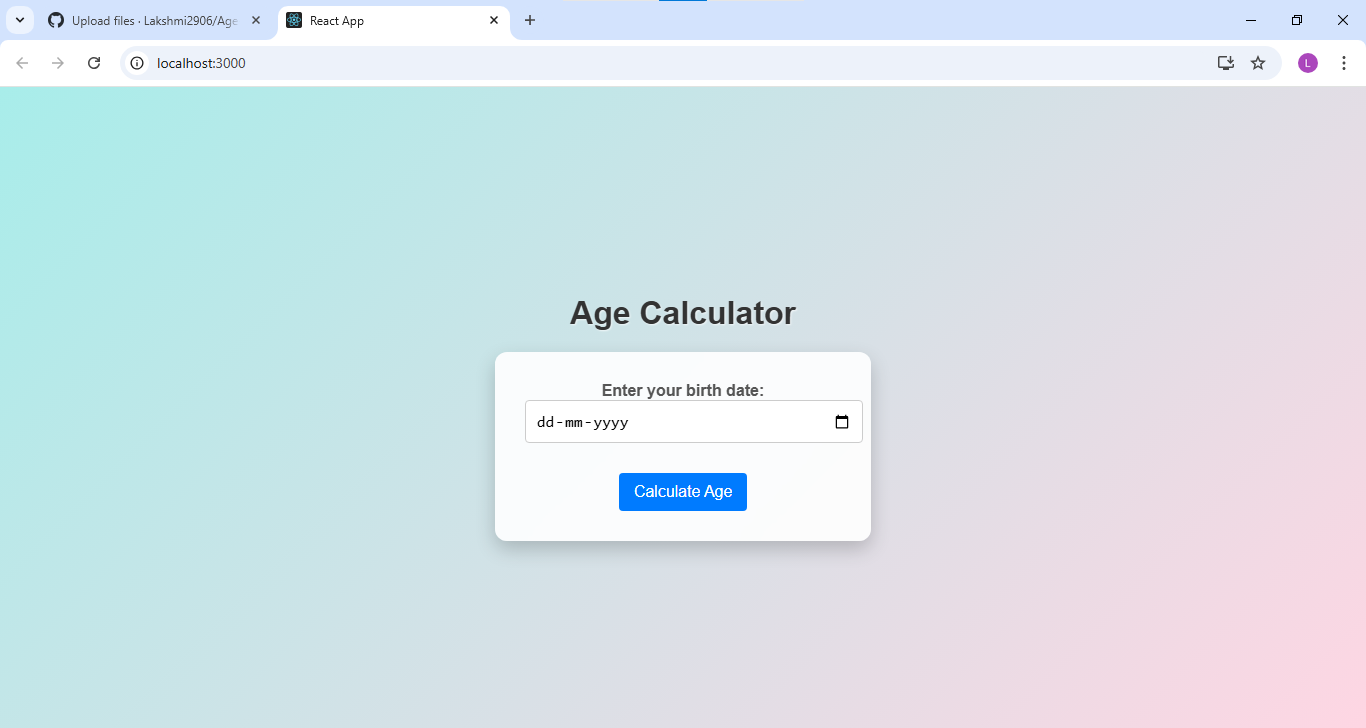 Upload files · Lakshmi2906/Age
React App
localhost:3000
L
Age Calculator
Enter your birth date:
dd-mm-yyyy
Calculate Age